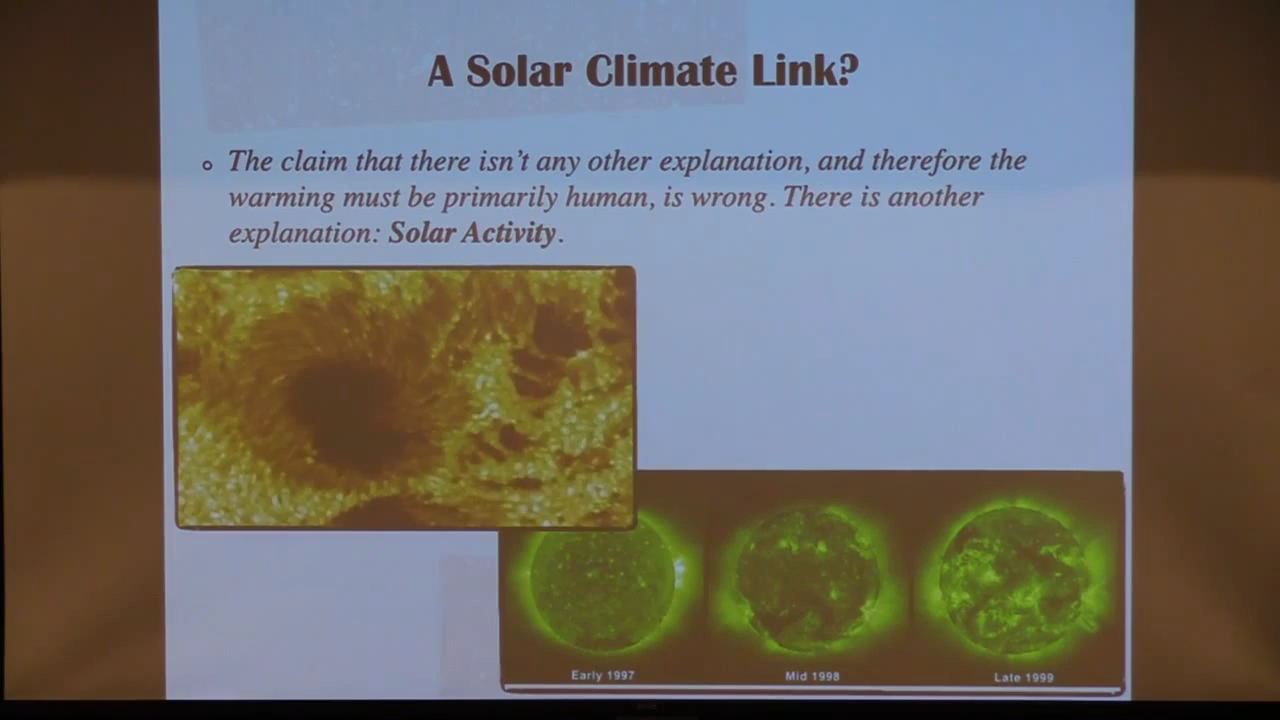 A Solar Climate Link?
The claim that there isn't any other explanation, and therefore the
warming must be primarily human, is wrong. There is another
explanation: Solar Activity.
Early 1997
Mid 1998
Late 1999